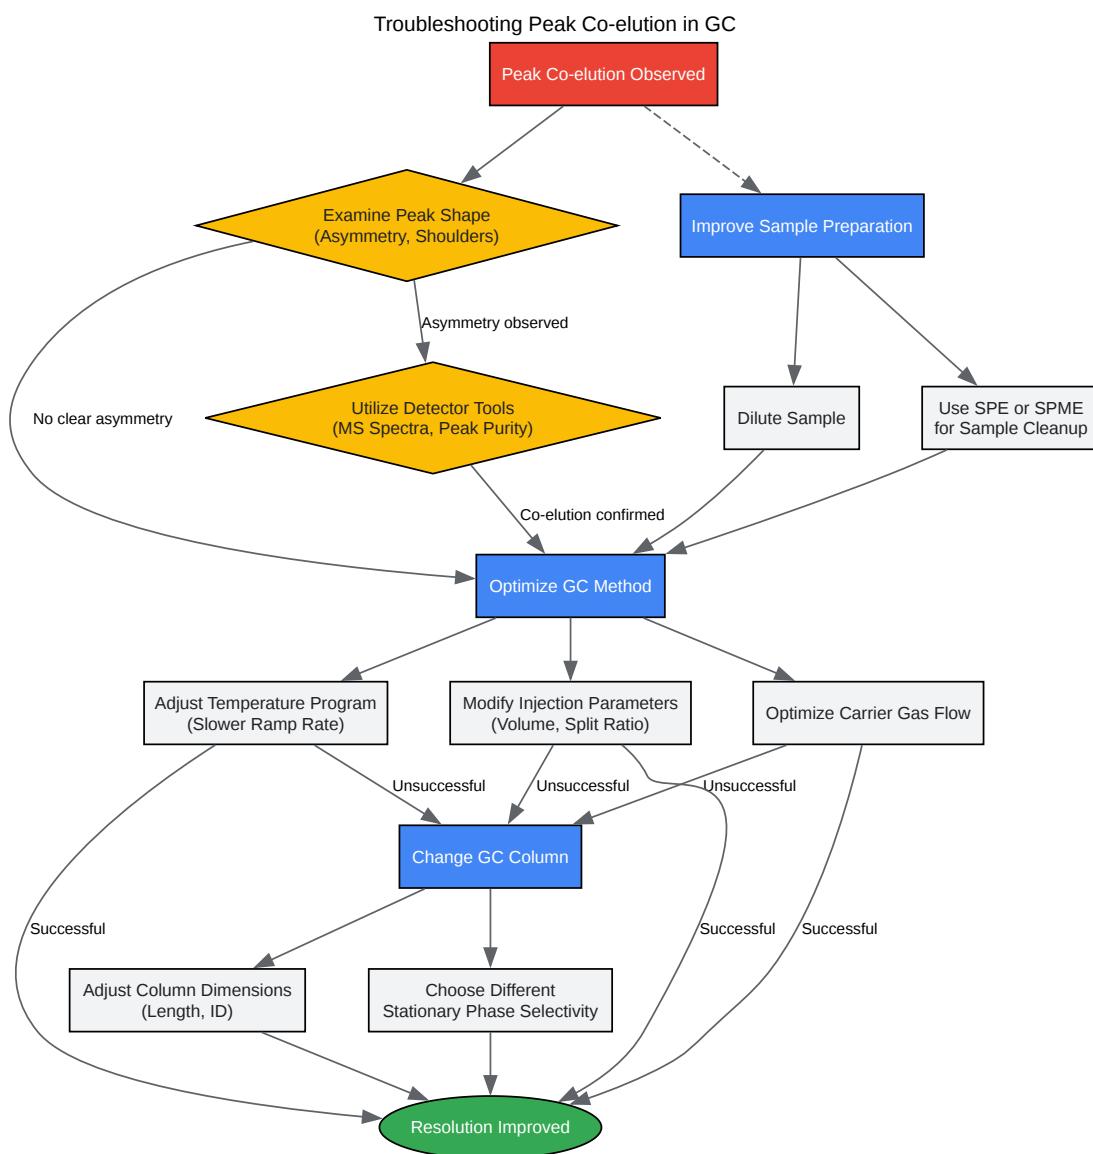 Troubleshooting Peak Co-elution in GC
Peak Co-elution Observed
Examine Peak Shape
(Asymmetry, Shoulders)
Improve Sample Preparation
Asymmetry observed
No clear asymmetry
Utilize Detector Tools
(MS Spectra, Peak Purity)
Dilute Sample
Use SPE or SPME
for Sample Cleanup
Co-elution confirmed
Optimize GC Method
Adjust Temperature Program
(Slower Ramp Rate)
Modify Injection Parameters
(Volume, Split Ratio)
Optimize Carrier Gas Flow
Unsuccessful
Unsuccessful
Unsuccessful
Change GC Column
Successful
Successful
Successful
Adjust Column Dimensions
(Length, ID)
Choose Different
Stationary Phase Selectivity
Resolution Improved